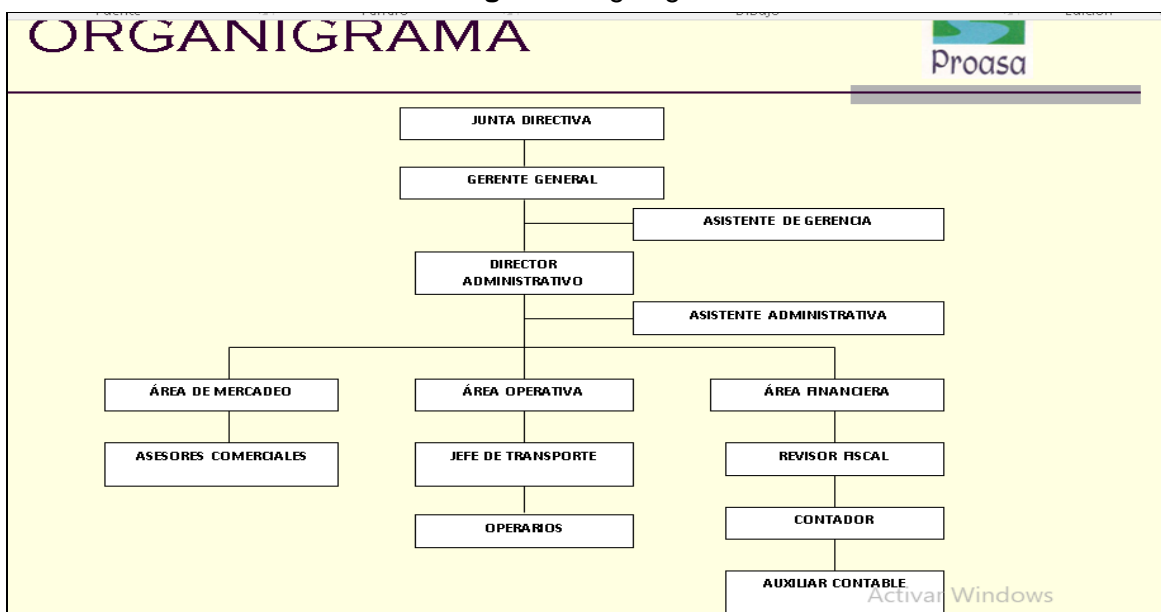 ORGANIGRAMA
Proasa
JUNTA DIRECTIVA
GERENTE GENERAL
ASISTENTE DE GERENCIA
DIRECTOR
ADMINISTRATIVO
ASISTENTE ADMINISTRATIVA
ÁREA DE MERCADEO
ÁREA OPERATIVA
ÁREA FINANCIERA
ASESORES COMERCIALES
JEFE DE TRANSPORTE
REVISOR FISCAL
OPERARIOS
CONTADOR
AUXILIAR CONTABLE
Activar Windows